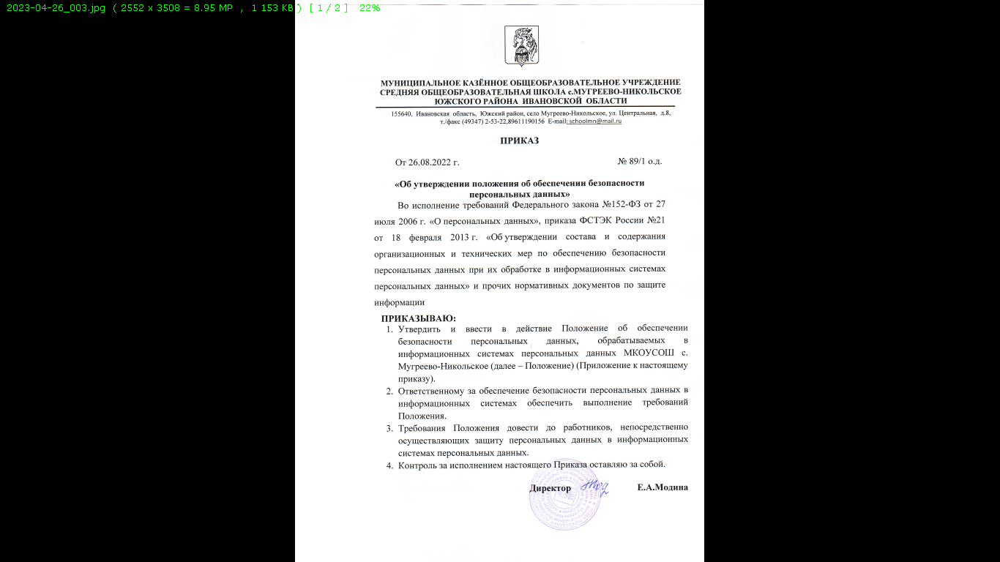 2023-04-26_003.jpg ( 2552 x 3508 = 8.95 MP , 1 153 KB ) [ 1 / 2 ] 22%
МУНИЦИПАЛЬНОЕ КАЗЁННОЕ ОБЩЕОБРАЗОВАТЕЛЬНОЕ УЧРЕЖДЕНИЕ
СРЕДНЯЯ ОБЩЕОБРАЗОВАТЕЛЬНАЯ ШКОЛА с.МУГРЕЕВО-НИКОЛЬСКОЕ
ЮЖСКОГО РАЙОНА ИВАНОВСКОЙ ОБЛАСТИ
155640, Ивановская область, Южский район, село Мугреево-Никольское, ул. Центральная, д.8,
т./факс (49347) 2-53-22,89611190156 E-mail: schoolmn@mail.ru
ПРИКАЗ
От 26.08.2022 г. № 89/1 о.д.
«Об утверждении положения об обеспечении безопасности
персональных данных»
Во исполнение требований Федерального закона №152-ФЗ от 27
июля 2006 г. «О персональных данных», приказа ФСТЭК России №21
от 18 февраля 2013 г. «Об утверждении состава и содержания
организационных и технических мер по обеспечению безопасности
персональных данных при их обработке в информационных системах
персональных данных» и прочих нормативных документов по защите
информации
ПРИКАЗЫВАЮ:
1. Утвердить и ввести в действие Положение об обеспечении
безопасности персональных данных, обрабатываемых в
информационных системах персональных данных МКОУСОШ с.
Мугреево-Никольское (далее – Положение) (Приложение к настоящему
приказу).
2. Ответственному за обеспечение безопасности персональных данных в
информационных системах обеспечить выполнение требований
Положения.
3. Требования Положения довести до работников, непосредственно
осуществляющих защиту персональных данных в информационных
системах персональных данных.
4. Контроль за исполнением настоящего Приказа оставляю за собой.
Директор Е.А.Модина